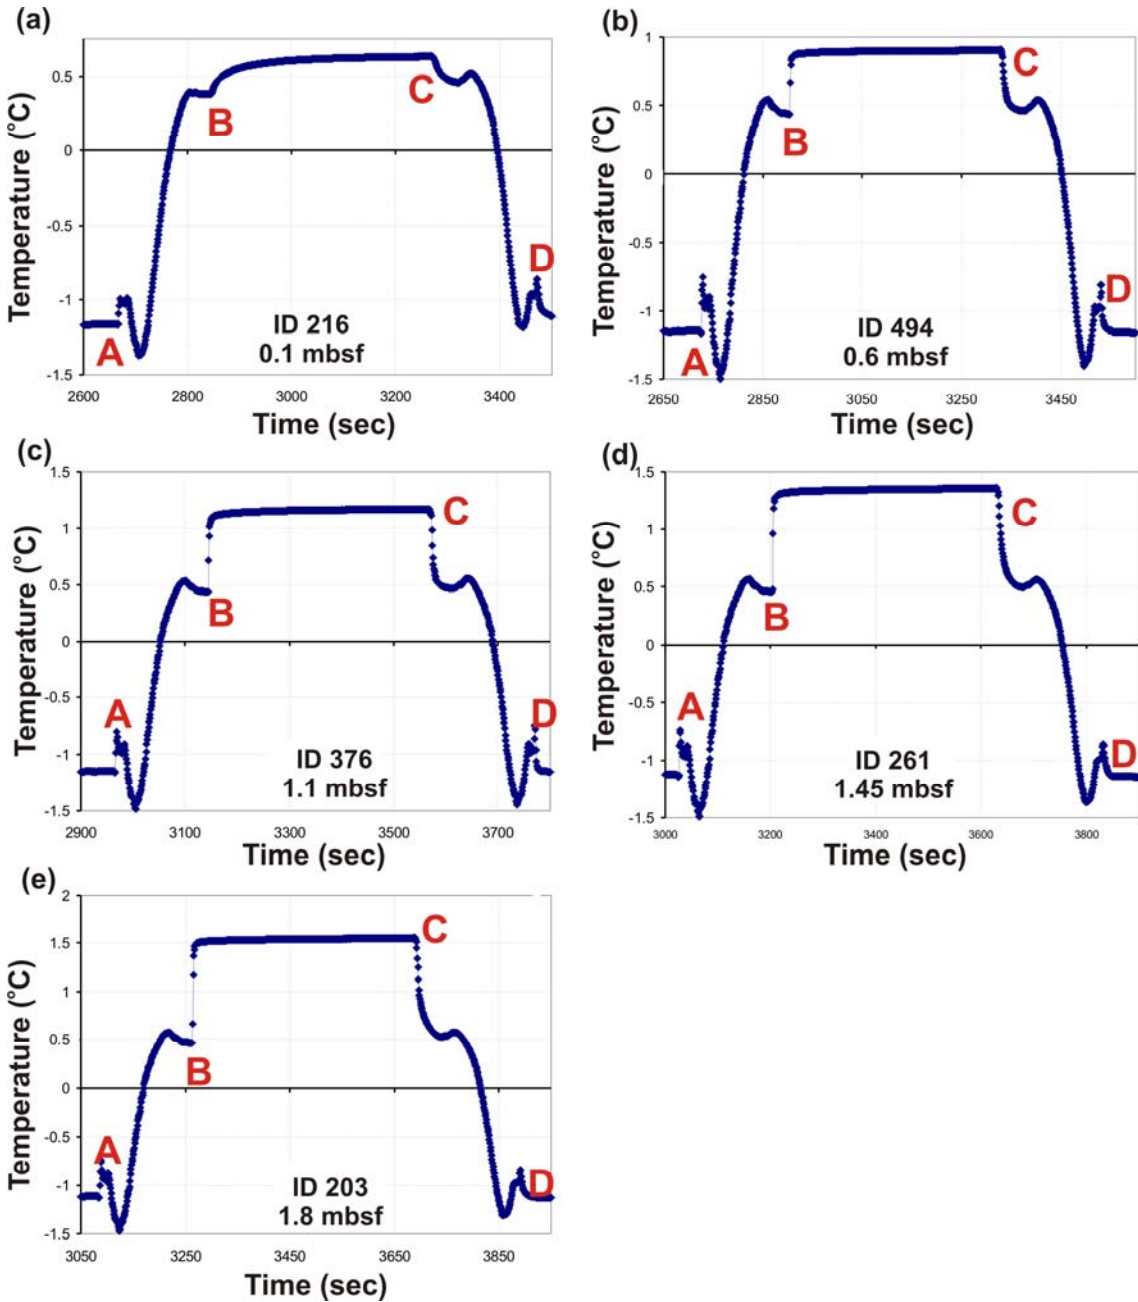 (a)
Temperature (°C)
0.5
0
-0.5
-1
-1.5
A
B
C
D
ID 216
0.1 mbsf
2600 2800 3000 3200 3400
Time (sec)
(b)
Temperature (°C)
1
0.5
0
-0.5
-1
-1.5
A
B
C
D
ID 494
0.6 mbsf
2650 2850 3050 3250 3450
Time (sec)
(c)
Temperature (°C)
1.5
1
0.5
0
-0.5
-1
-1.5
A
B
C
D
ID 376
1.1 mbsf
2900 3100 3300 3500 3700
Time (sec)
(d)
Temperature (°C)
1.5
1
0.5
0
-0.5
-1
-1.5
A
B
C
D
ID 261
1.45 mbsf
3000 3200 3400 3600 3800
Time (sec)
(e)
Temperature (°C)
2
1.5
1
0.5
0
-0.5
-1
-1.5
A
B
C
D
ID 203
1.8 mbsf
3050 3250 3450 3650 3850
Time (sec)